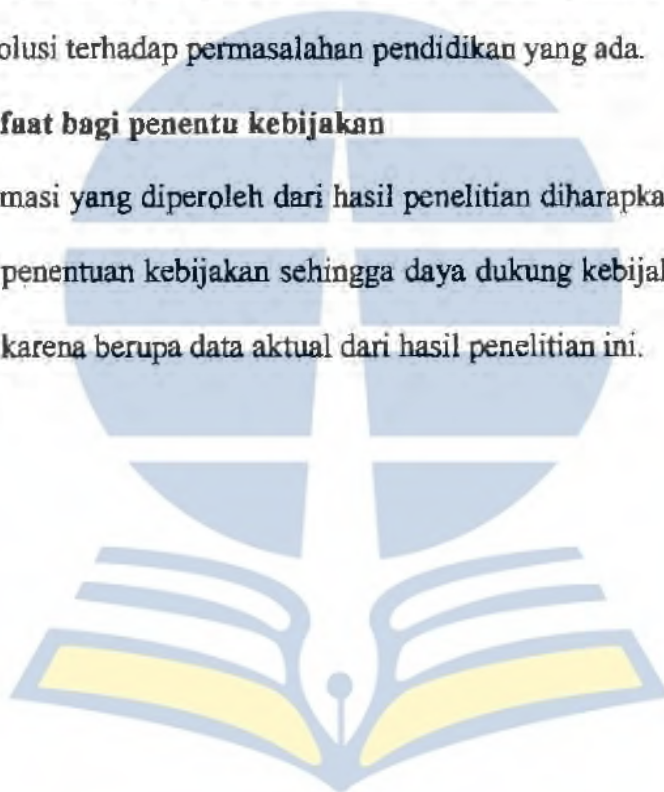 olusi terhadap permasalahan pendidikan yang ada.
faat bagi penentu kebijakan
masi yang diperoleh dari hasil penelitian diharapka
penentuan kebijakan sehingga daya dukung kebijal
karena berupa data aktual dari hasil penelitian ini.